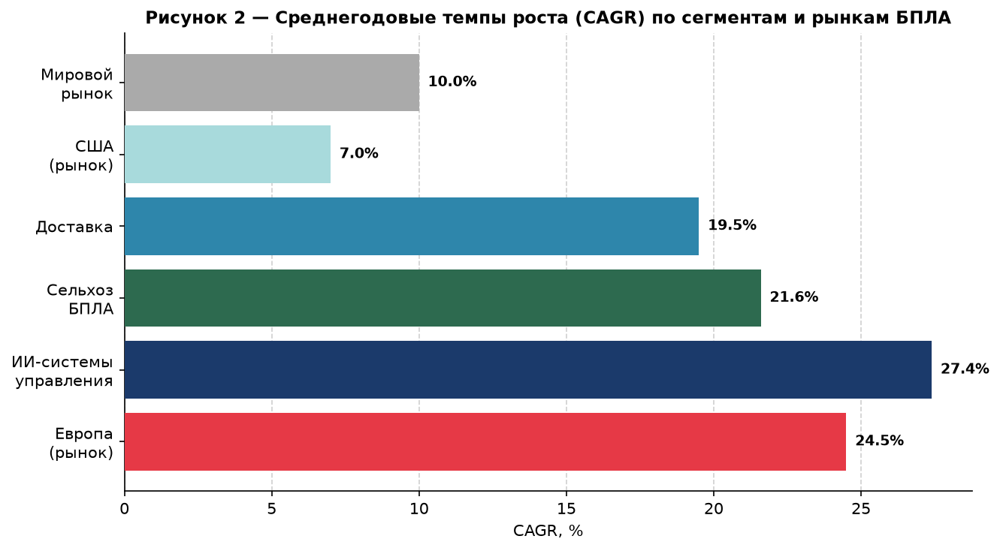 Рисунок 2 — Среднегодовые темпы роста (CAGR) по сегментам и рынкам БПЛА
Мировой
рынок
10.0%
США
(рынок)
7.0%
Доставка
19.5%
Сельхоз
БПЛА
21.6%
ИИ-системы
управления
27.4%
Европа
(рынок)
24.5%
0 5 10 15 20 25
CAGR, %